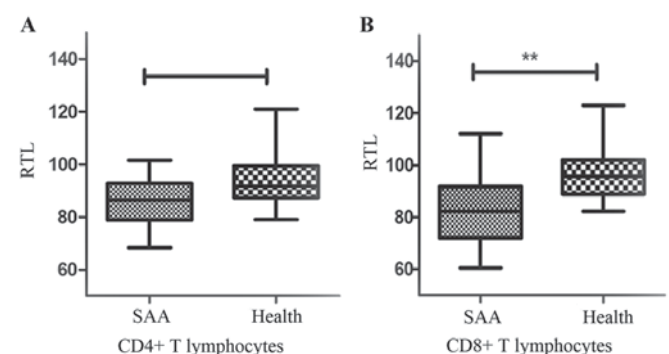 A
RTL
140
120
100
80
60
SAA Health
CD4+ T lymphocytes
B
**
RTL
140
120
100
80
60
SAA Health
CD8+ T lymphocytes